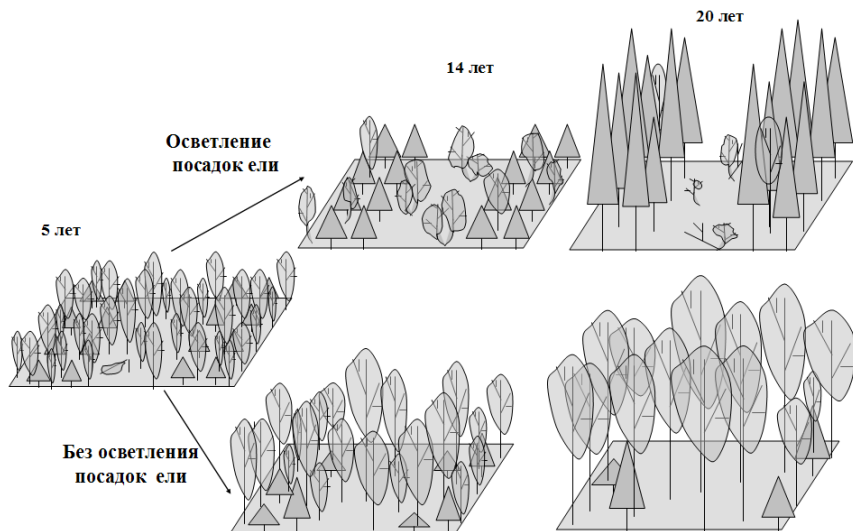 20 лет
14 лет
Осветление
посадок ели
5 лет
Без осветления
посадок ели